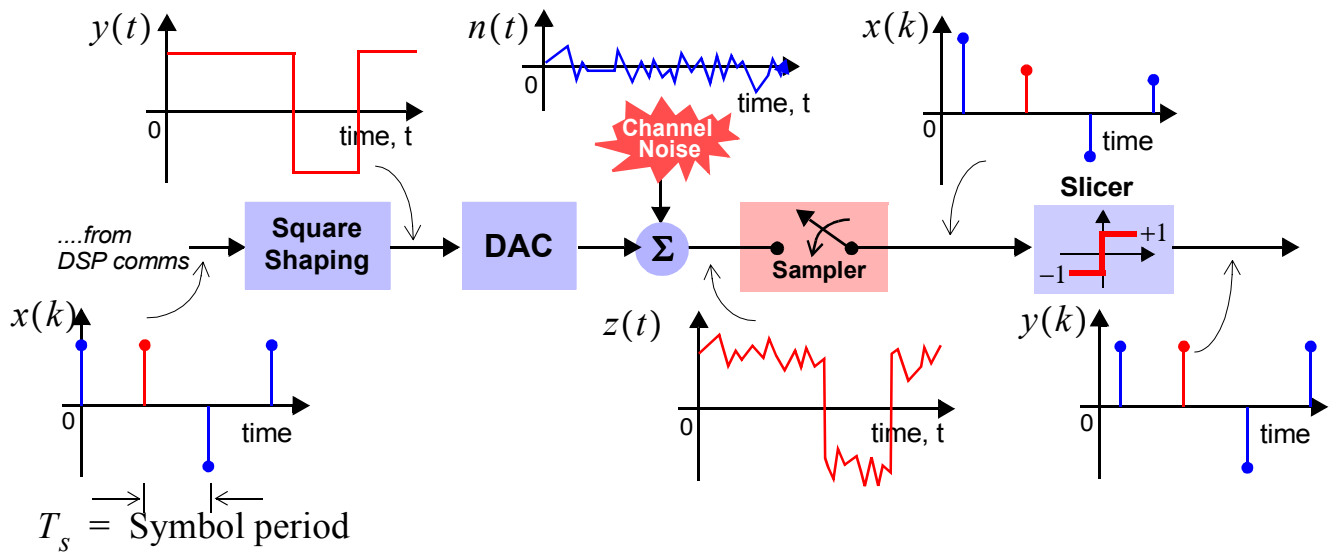 y(t)
0
time, t
n(t)
0
time, t
Channel
Noise
x(k)
0
time
....from
DSP comms
Square
Shaping
DAC
Σ
Sampler
Slicer
+1
−1
x(k)
0
time
T_s = Symbol period
z(t)
0
time, t
y(k)
0
time